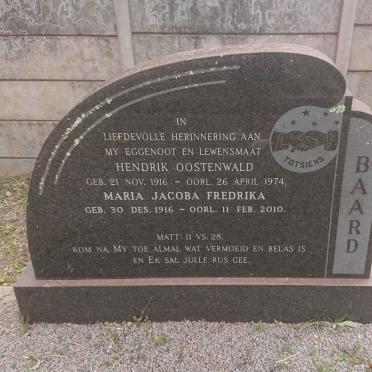 IN
LIEFDEVOLLE HERINNERING AAN
MY EGGENOOT EN LEWENSMAAT
HENDRIK OOSTENWALD
GEB. 21 NOV. 1916 - OORL. 26 APRIL 1974,
MARIA JACOBA FREDRIKA
GEB. 30 DES. 1916 - OORL. 11 FEB. 2010.
MATT: 11 VS. 28.
KOM NA MY TOE ALMAL WAT VERMOEID EN BELAS IS
EN EK SAL JULLE RUS GEE.
TOTSIERS
BAARD